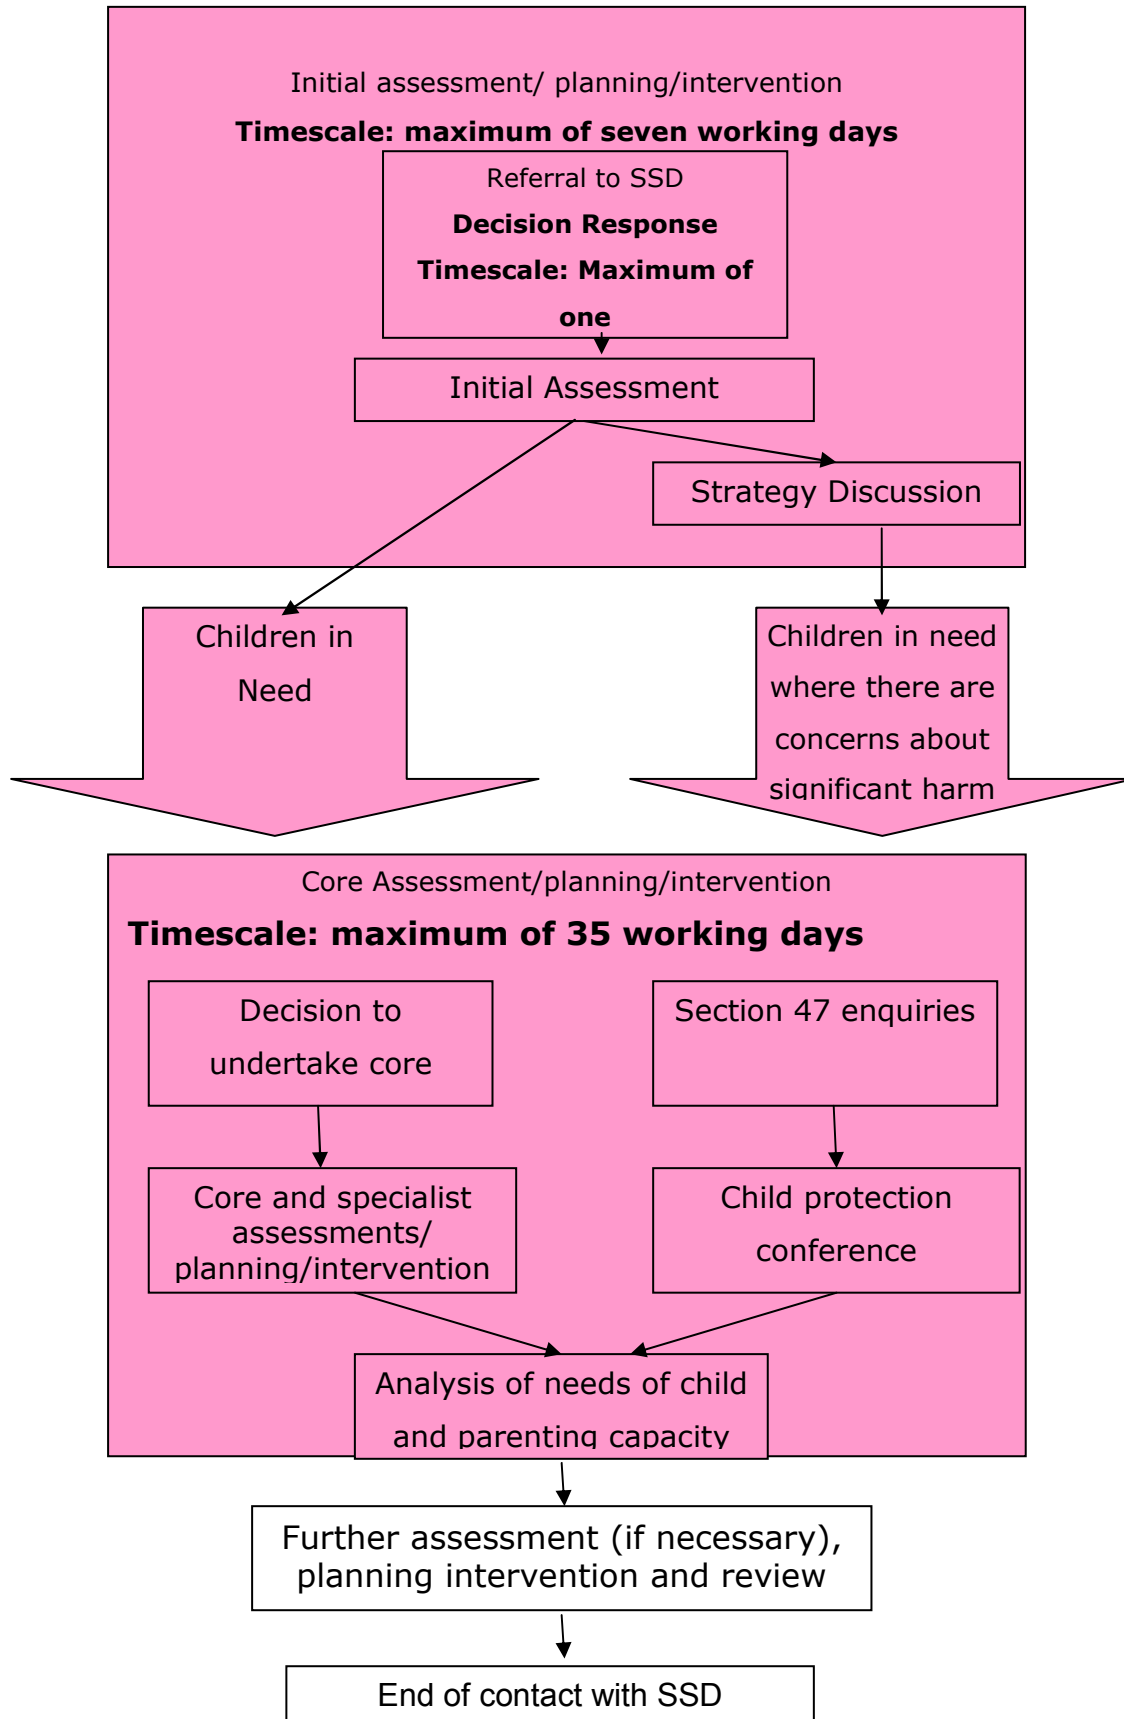 Initial assessment/ planning/intervention
Timescale: maximum of seven working days
Referral to SSD
Decision Response
Timescale: Maximum of
one
Initial Assessment
Strategy Discussion
Children in
Need
Children in need
where there are
concerns about
significant harm
Core Assessment/planning/intervention
Timescale: maximum of 35 working days
Decision to
undertake core
Section 47 enquiries
Core and specialist
assessments/
planning/intervention
Child protection
conference
Analysis of needs of child
and parenting capacity
Further assessment (if necessary),
planning intervention and review
End of contact with SSD